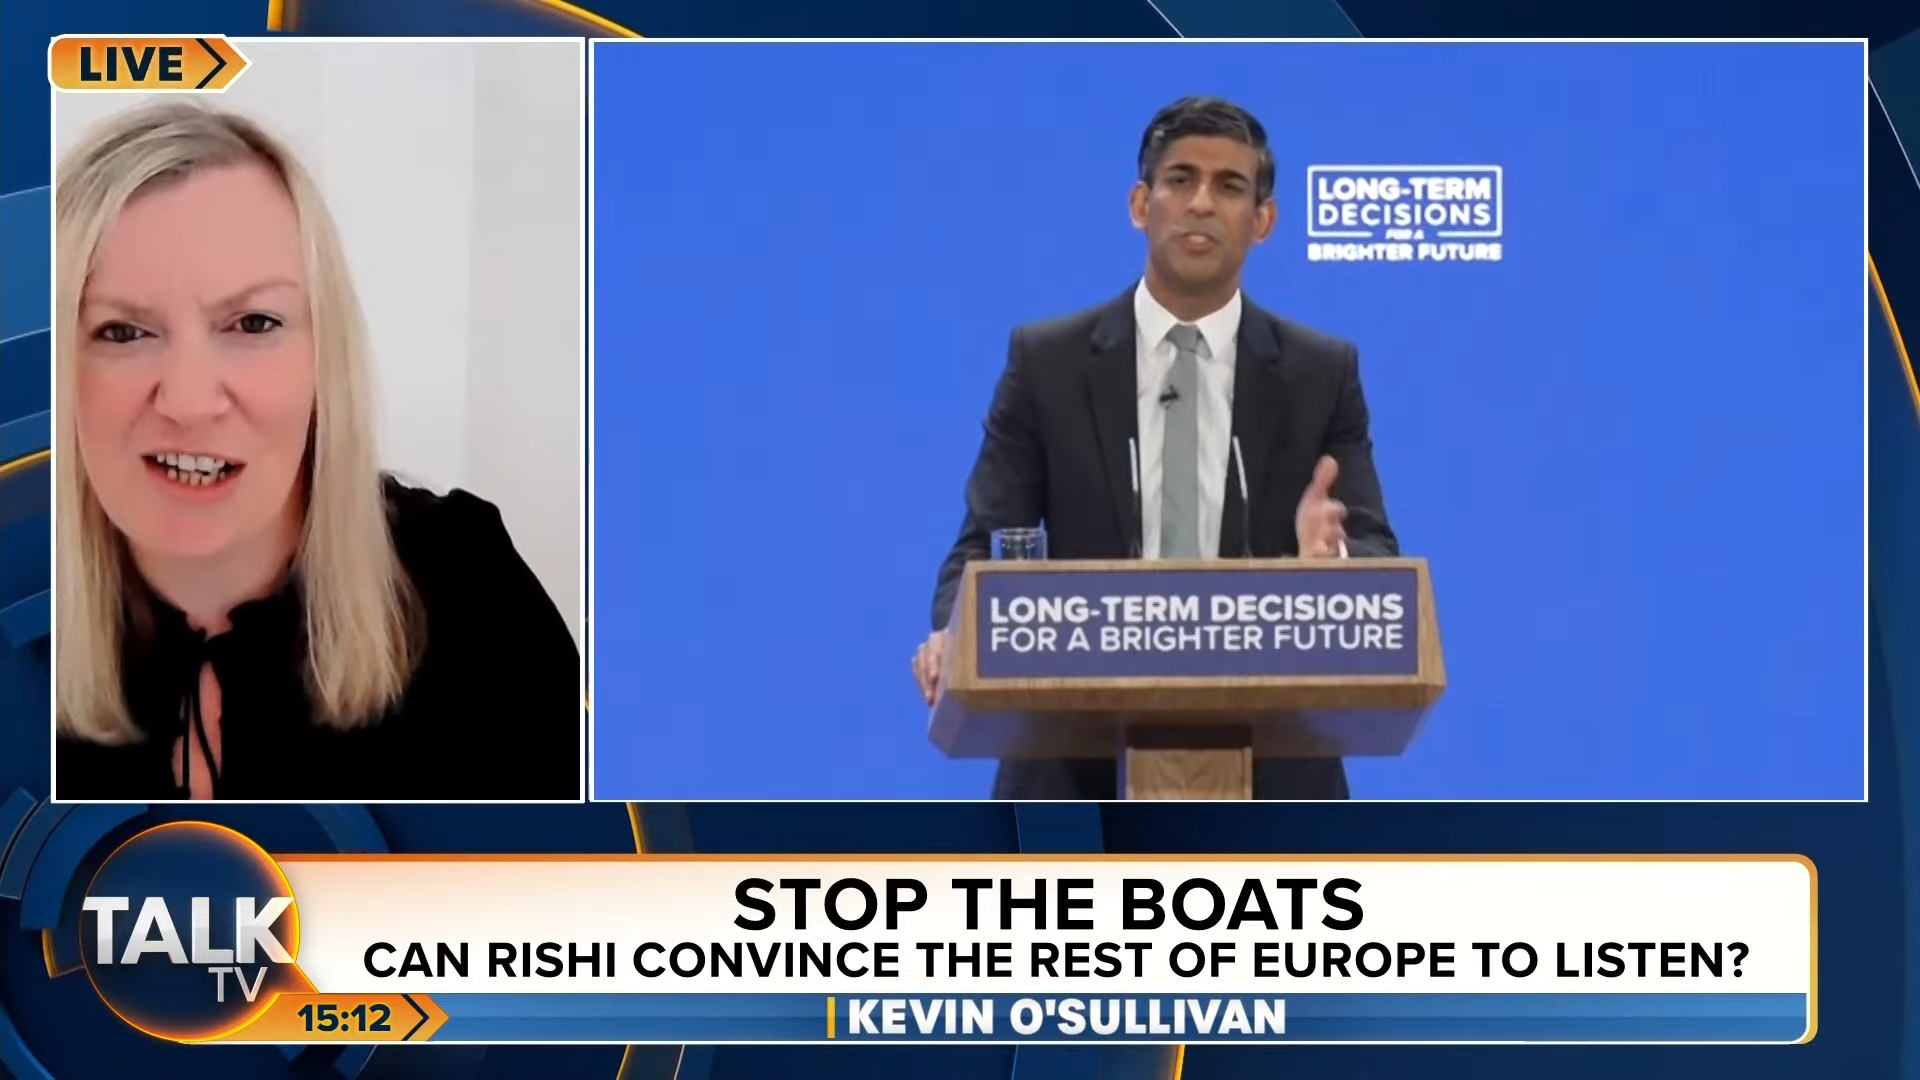 LIVE
LONG-TERM
DECISIONS
FOR A
BRIGHTER FUTURE
LONG-TERM DECISIONS
FOR A BRIGHTER FUTURE
STOP THE BOATS
CAN RISHI CONVINCE THE REST OF EUROPE TO LISTEN?
TALK
TV
15:12
KEVIN O'SULLIVAN